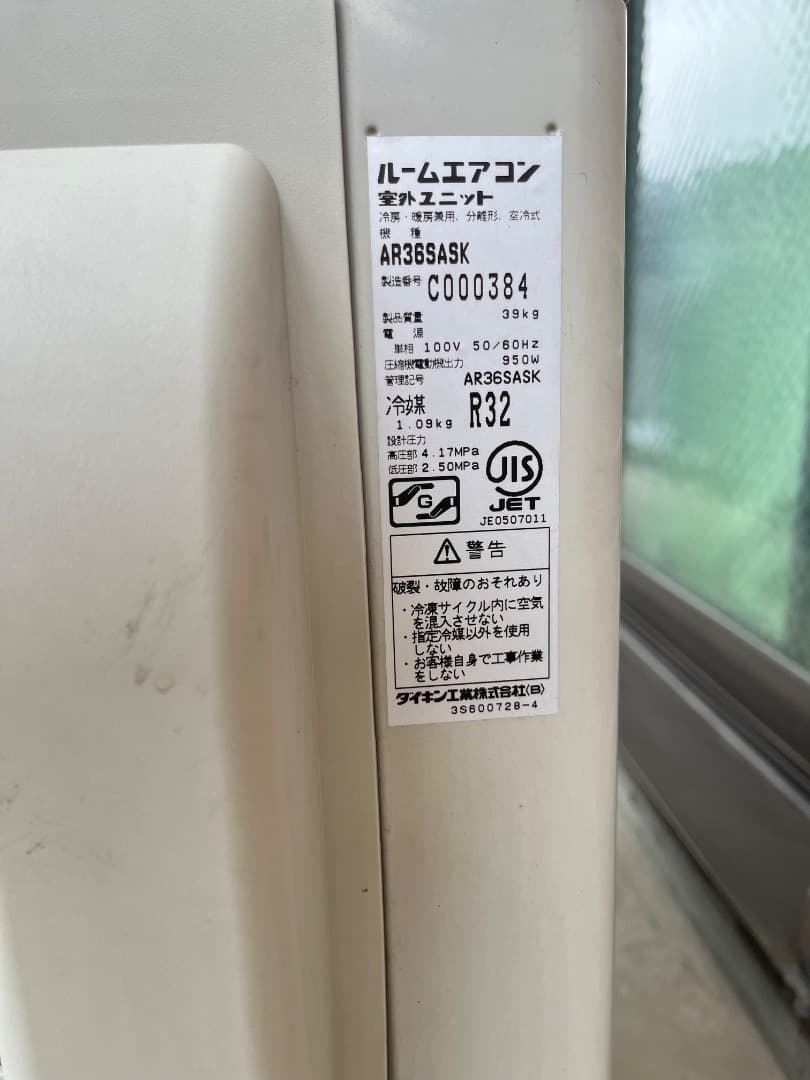 ルームエアコン
室外ユニット
冷房・暖房兼用、分離形、空冷式
機 種
AR36SASK
製造番号 C000384
製品質量 39kg
電 源
単相 100V 50/60Hz
圧縮機電動機出力 950W
管理記号 AR36SASK
冷媒 R32
1.09kg
設計圧力
高圧部 4.17MPa
低圧部 2.50MPa
JIS
G
JET
JE0507011
⚠警告
破裂・故障のおそれあり
・冷凍サイクル内に空気
を混入させない
・指定冷媒以外を使用
しない
・お客様自身で工事作業
をしない
ダイキン工業株式会社(B)
3S600728-4